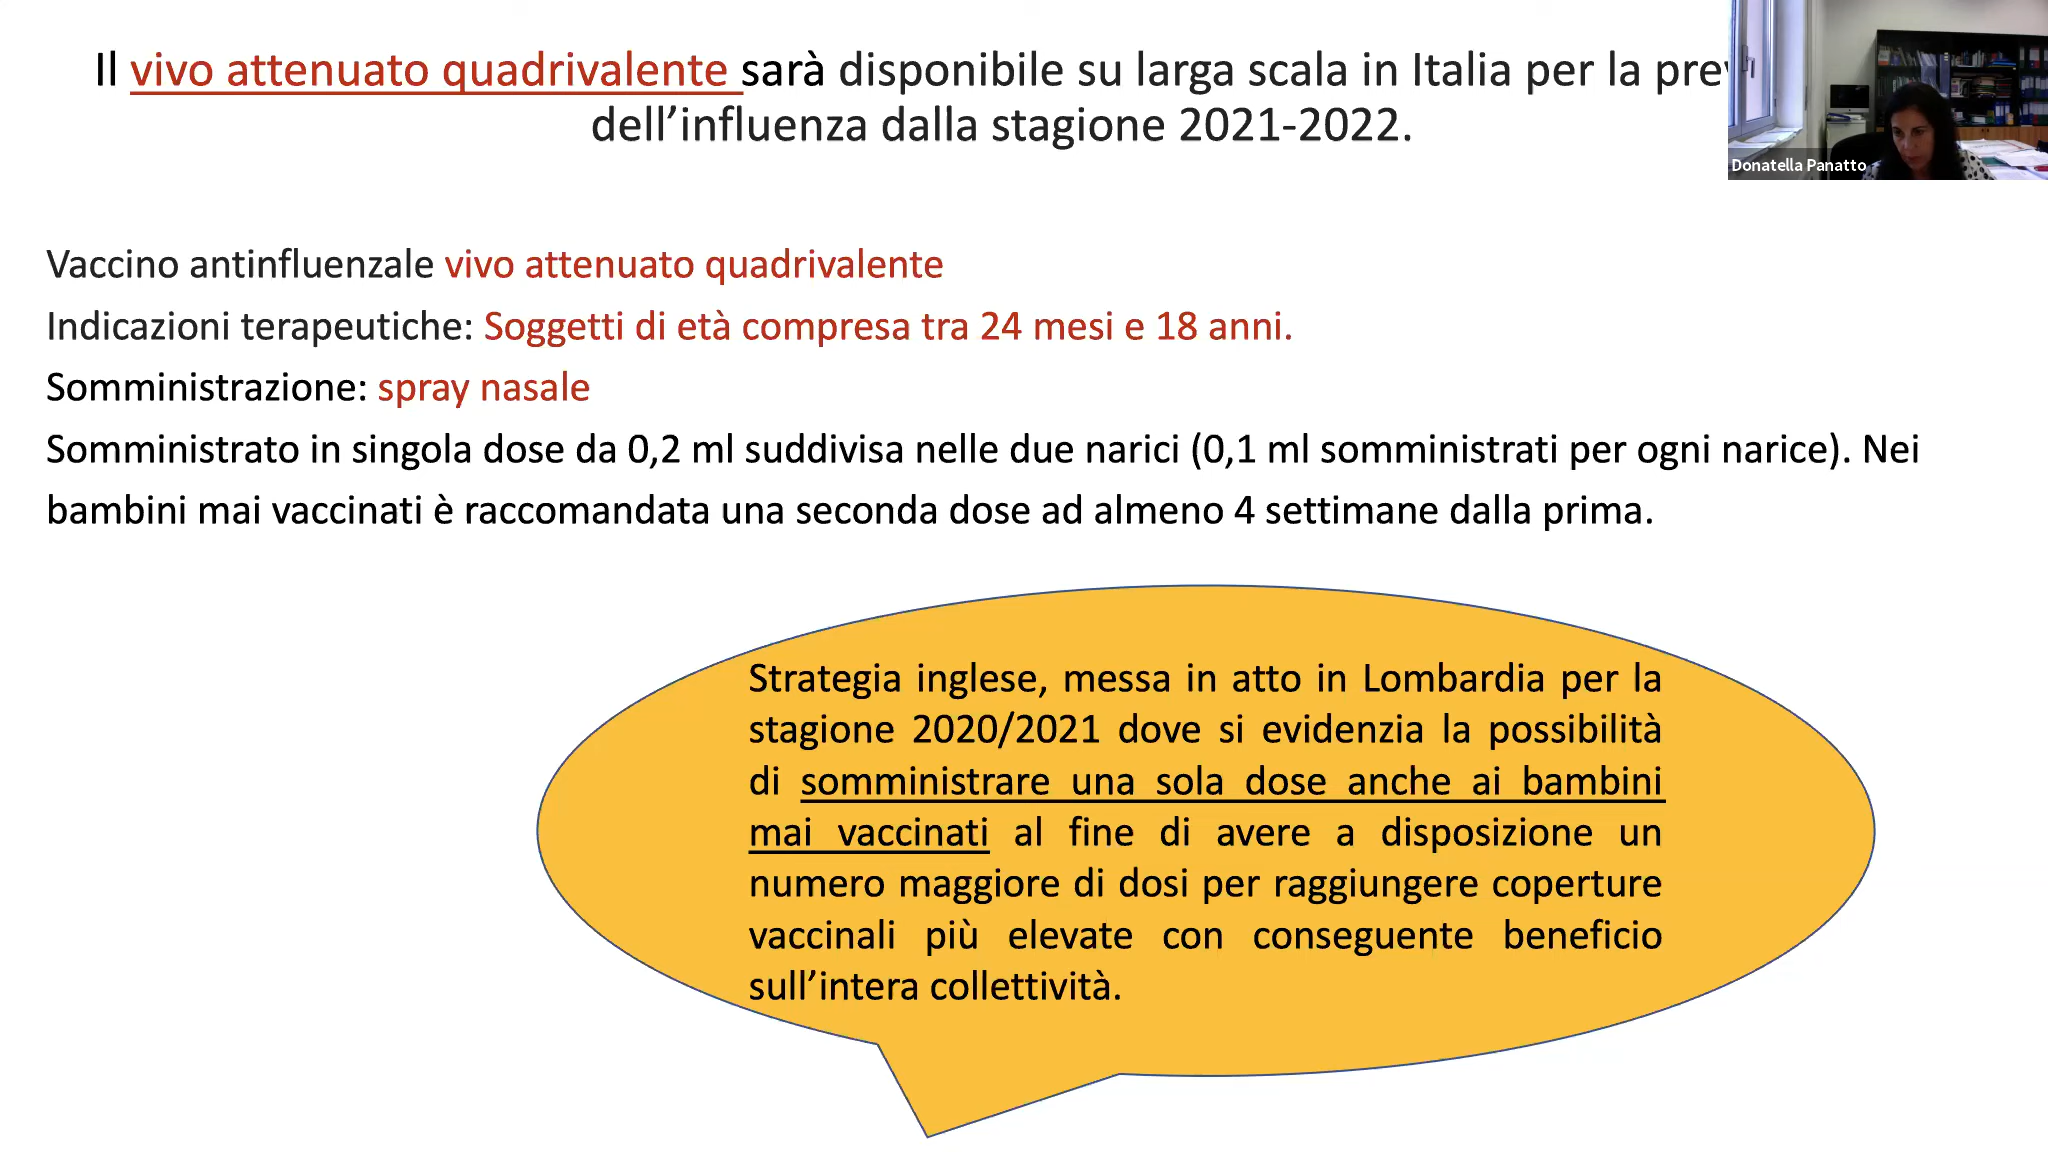 Il vivo attenuato quadrivalente sarà disponibile su larga scala in Italia per la
dell’influenza dalla stagione 2021-2022.
Donatella Panatto
Vaccino antinfluenzale vivo attenuato quadrivalente
Indicazioni terapeutiche: Soggetti di età compresa tra 24 mesi e 18 anni.
Somministrazione: spray nasale
Somministrato in singola dose da 0,2 ml suddivisa nelle due narici (0,1 ml somministrati per ogni narice). Nei
bambini mai vaccinati è raccomandata una seconda dose ad almeno 4 settimane dalla prima.
Strategia inglese, messa in atto in Lombardia per la
stagione 2020/2021 dove si evidenzia la possibilità
di somministrare una sola dose anche ai bambini
mai vaccinati al fine di avere a disposizione un
numero maggiore di dosi per raggiungere coperture
vaccinali più elevate con conseguente beneficio
sull’intera collettività.